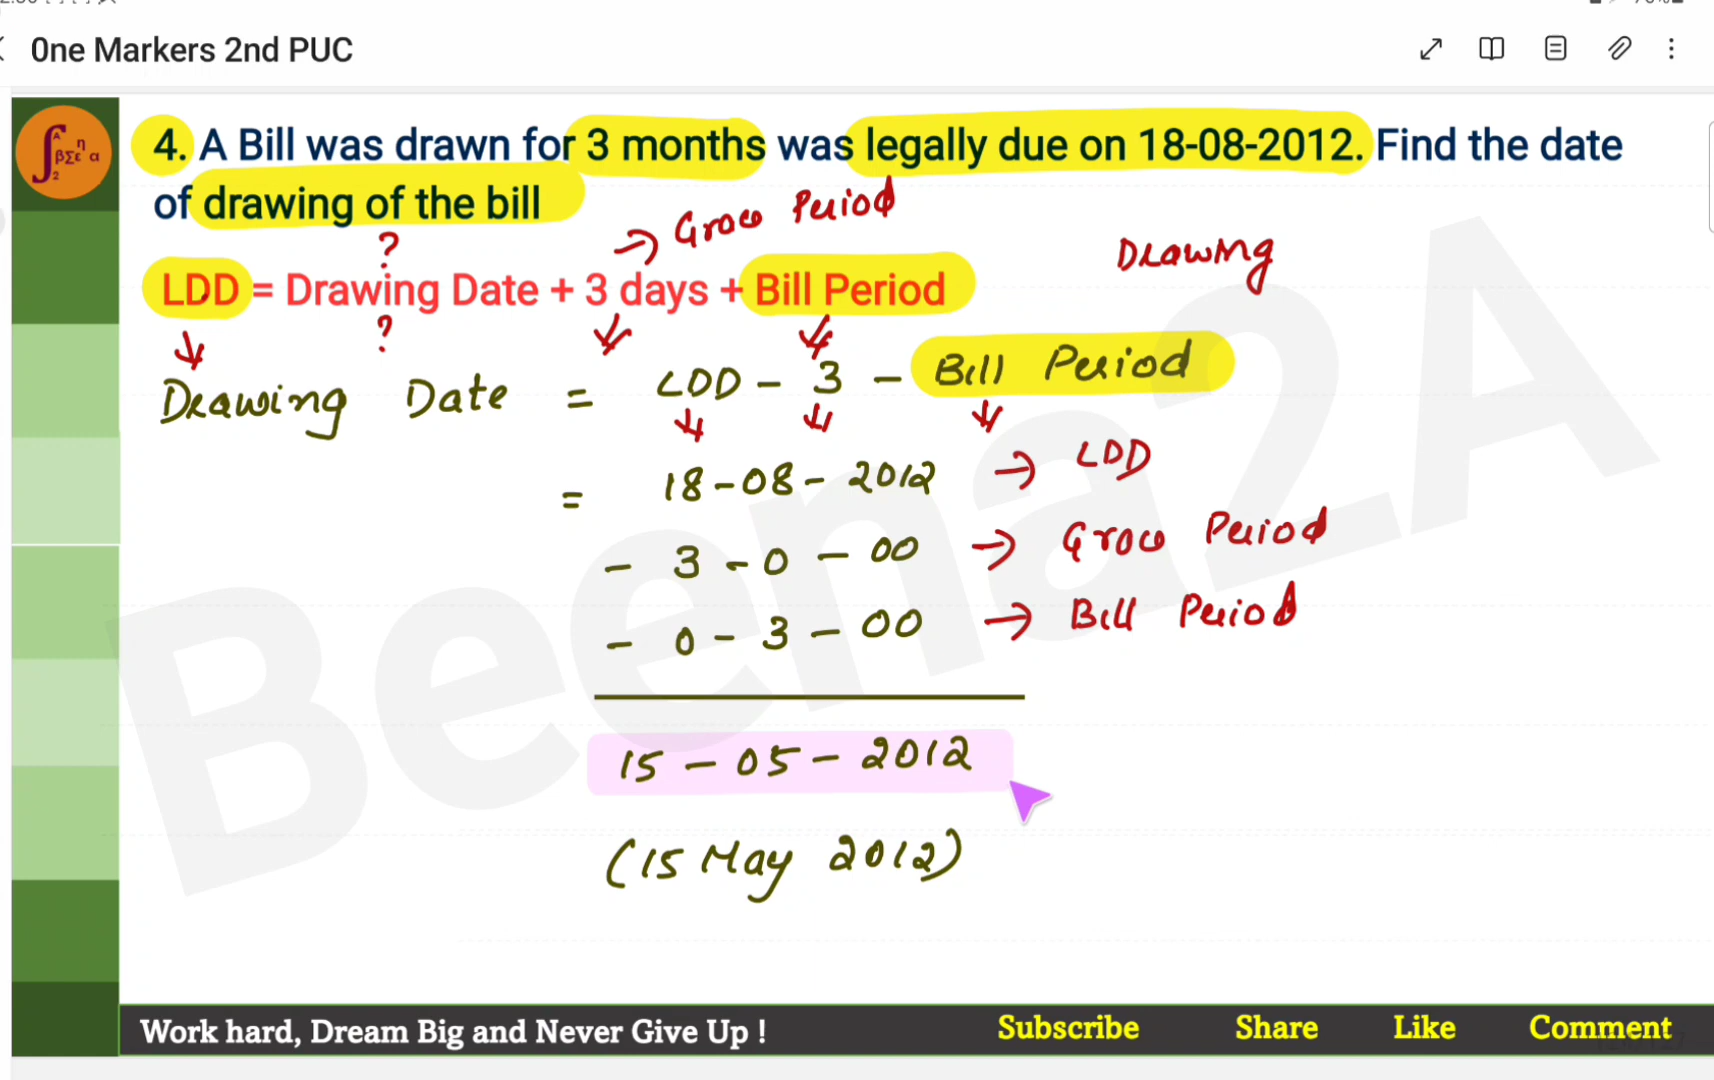 0ne Markers 2nd PUC
4. A Bill was drawn for 3 months was legally due on 18-08-2012. Find the date
of drawing of the bill
? → Grace Period
Drawing
LDD = Drawing Date + 3 days + Bill Period
?
Drawing Date = LDD - 3 - Bill Period
= 18-08-2012 → LDD
- 3 - 0 - 00 → Grace Period
- 0 - 3 - 00 → Bill Period
15 - 05 - 2012
(15 May 2012)
Beena2A
Work hard, Dream Big and Never Give Up ! Subscribe Share Like Comment